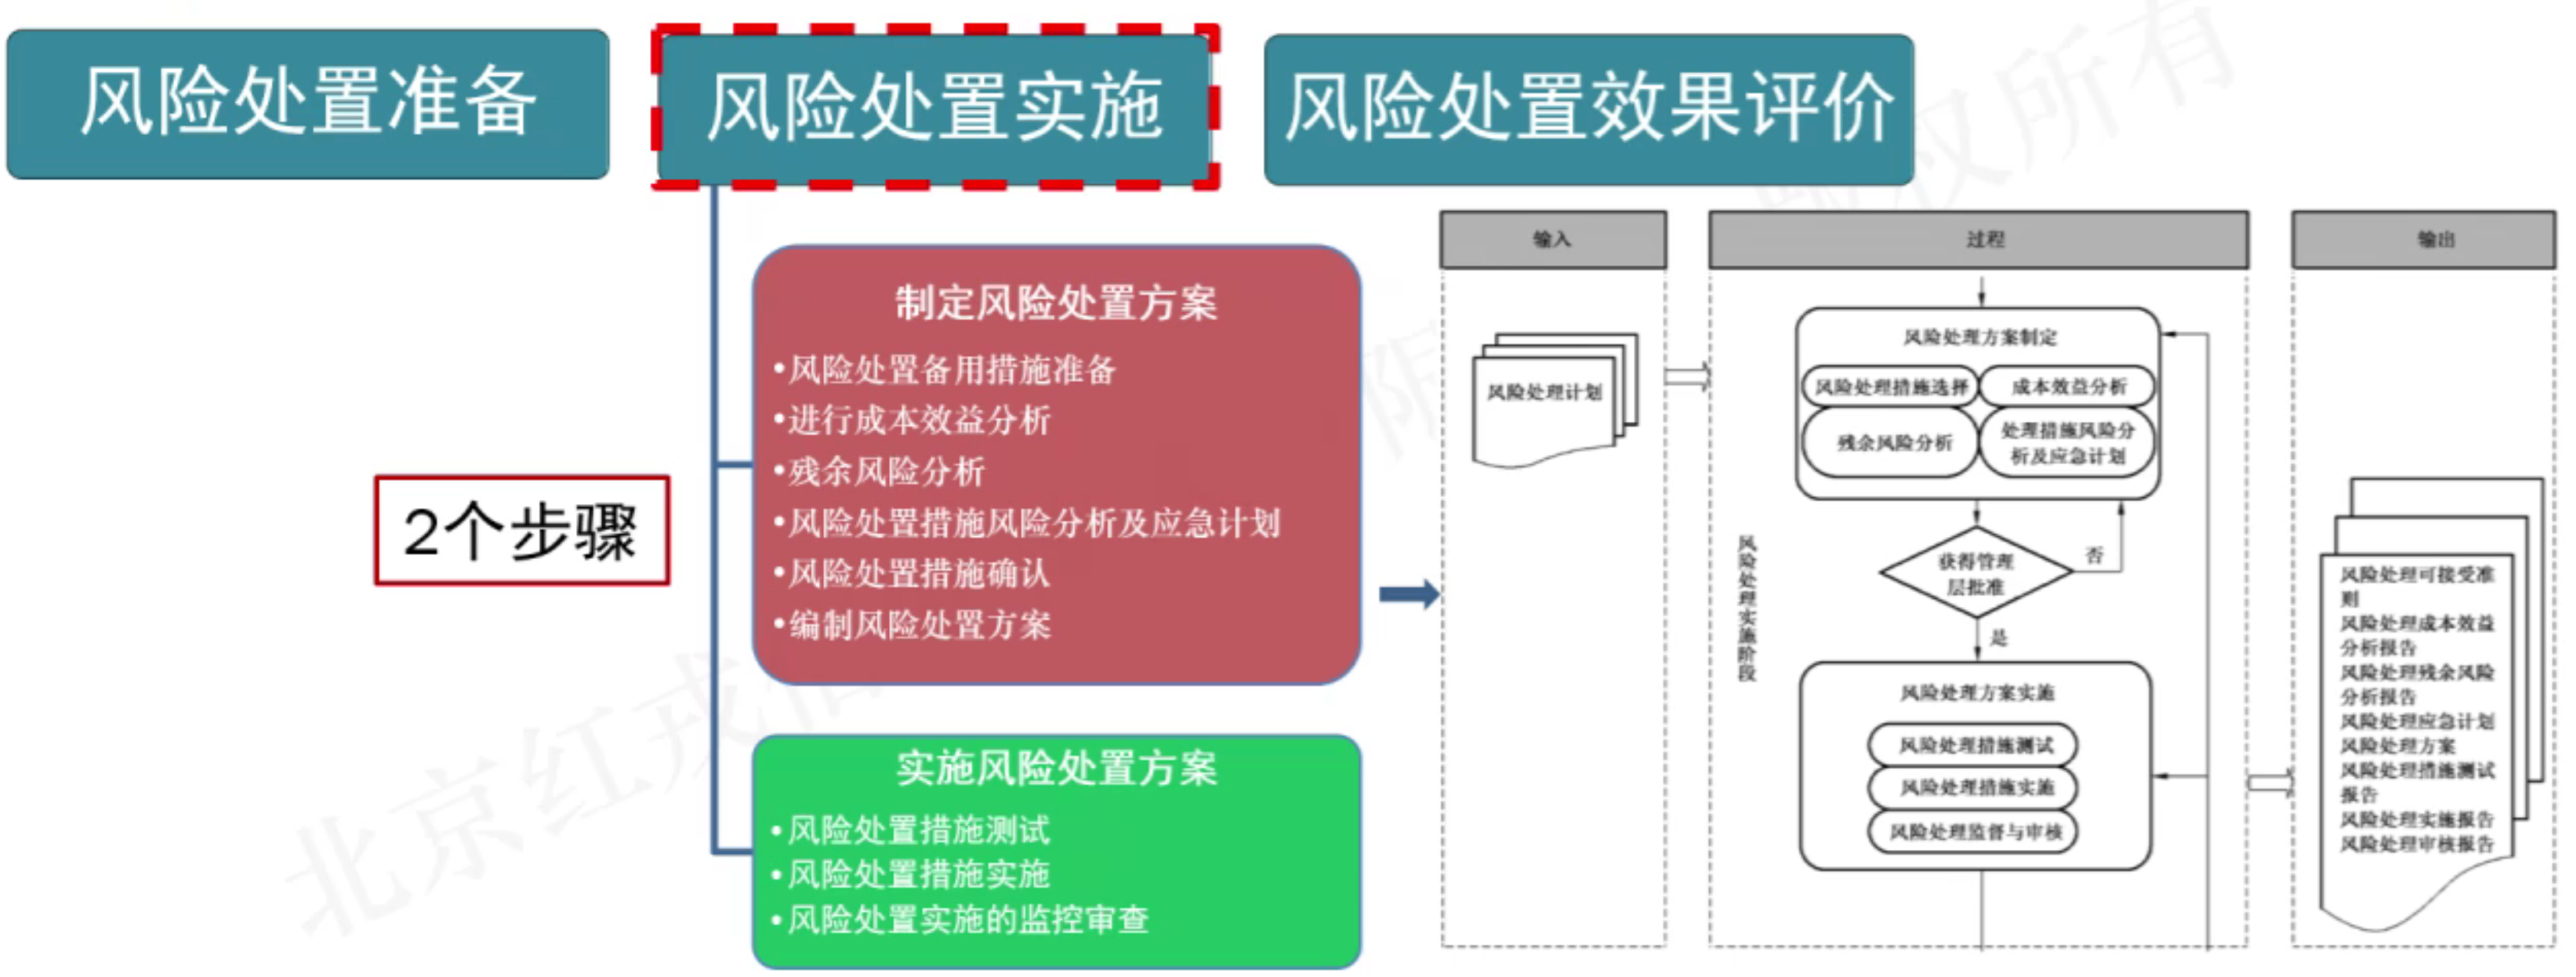 风险处置准备
风险处置实施
风险处置效果评价
2个步骤
制定风险处置方案
•风险处置备用措施准备
•进行成本效益分析
•残余风险分析
•风险处置措施风险分析及应急计划
•风险处置措施确认
•编制风险处置方案
实施风险处置方案
•风险处置措施测试
•风险处置措施实施
•风险处置实施的监控审查
输入
风险处理计划
过程
风险处理实施阶段
风险处理方案制定
风险处理措施选择
成本效益分析
残余风险分析
处理措施风险分
析及应急计划
获得管理
层批准
否
是
风险处理方案实施
风险处理措施测试
风险处理措施实施
风险处理监督与审核
输出
风险处理可接受准
则
风险处理成本效益
分析报告
风险处理残余风险
分析报告
风险处理应急计划
风险处理方案
风险处理措施测试
报告
风险处理实施报告
风险处理审核报告
北京红戎
限
权所有